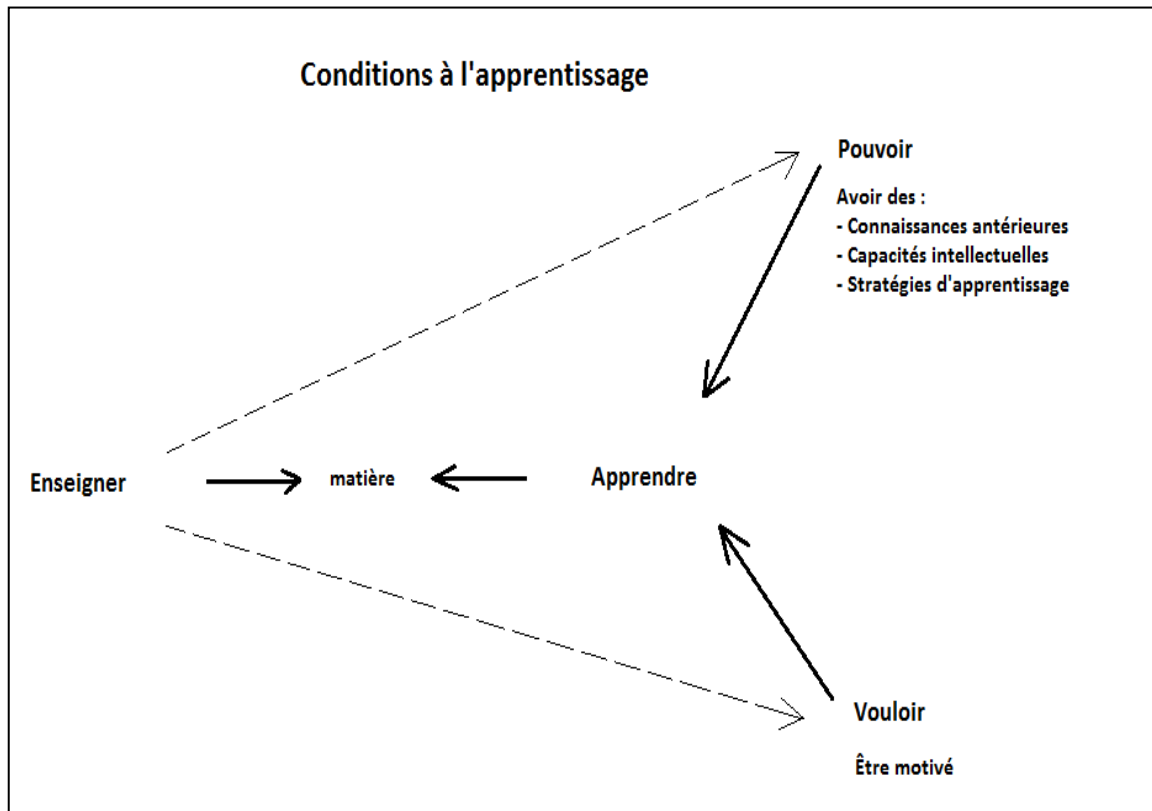 Conditions à l'apprentissage
Pouvoir
Avoir des :
- Connaissances antérieures
- Capacités intellectuelles
- Stratégies d'apprentissage
Enseigner
matière
Apprendre
Vouloir
Être motivé